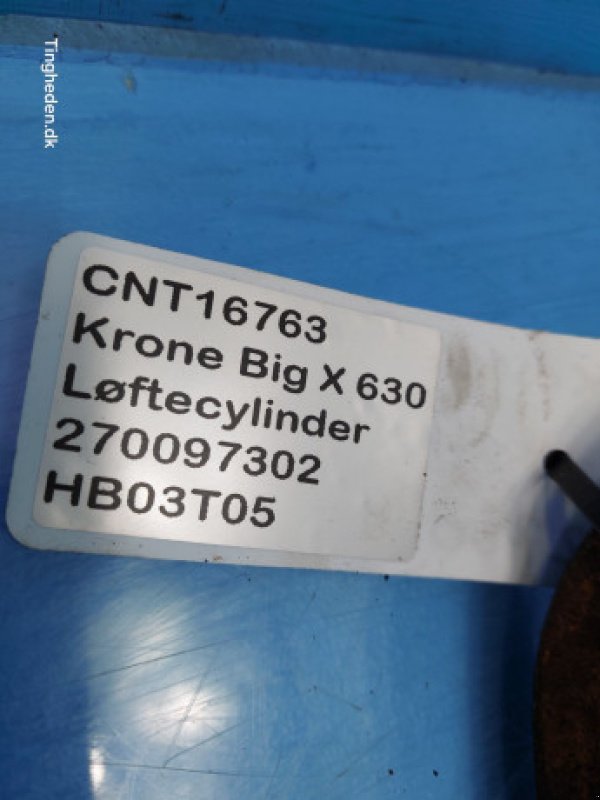 Tingheden.dk
CNT16763
Krone Big X 630
Løftecylinder
270097302
HB03T05